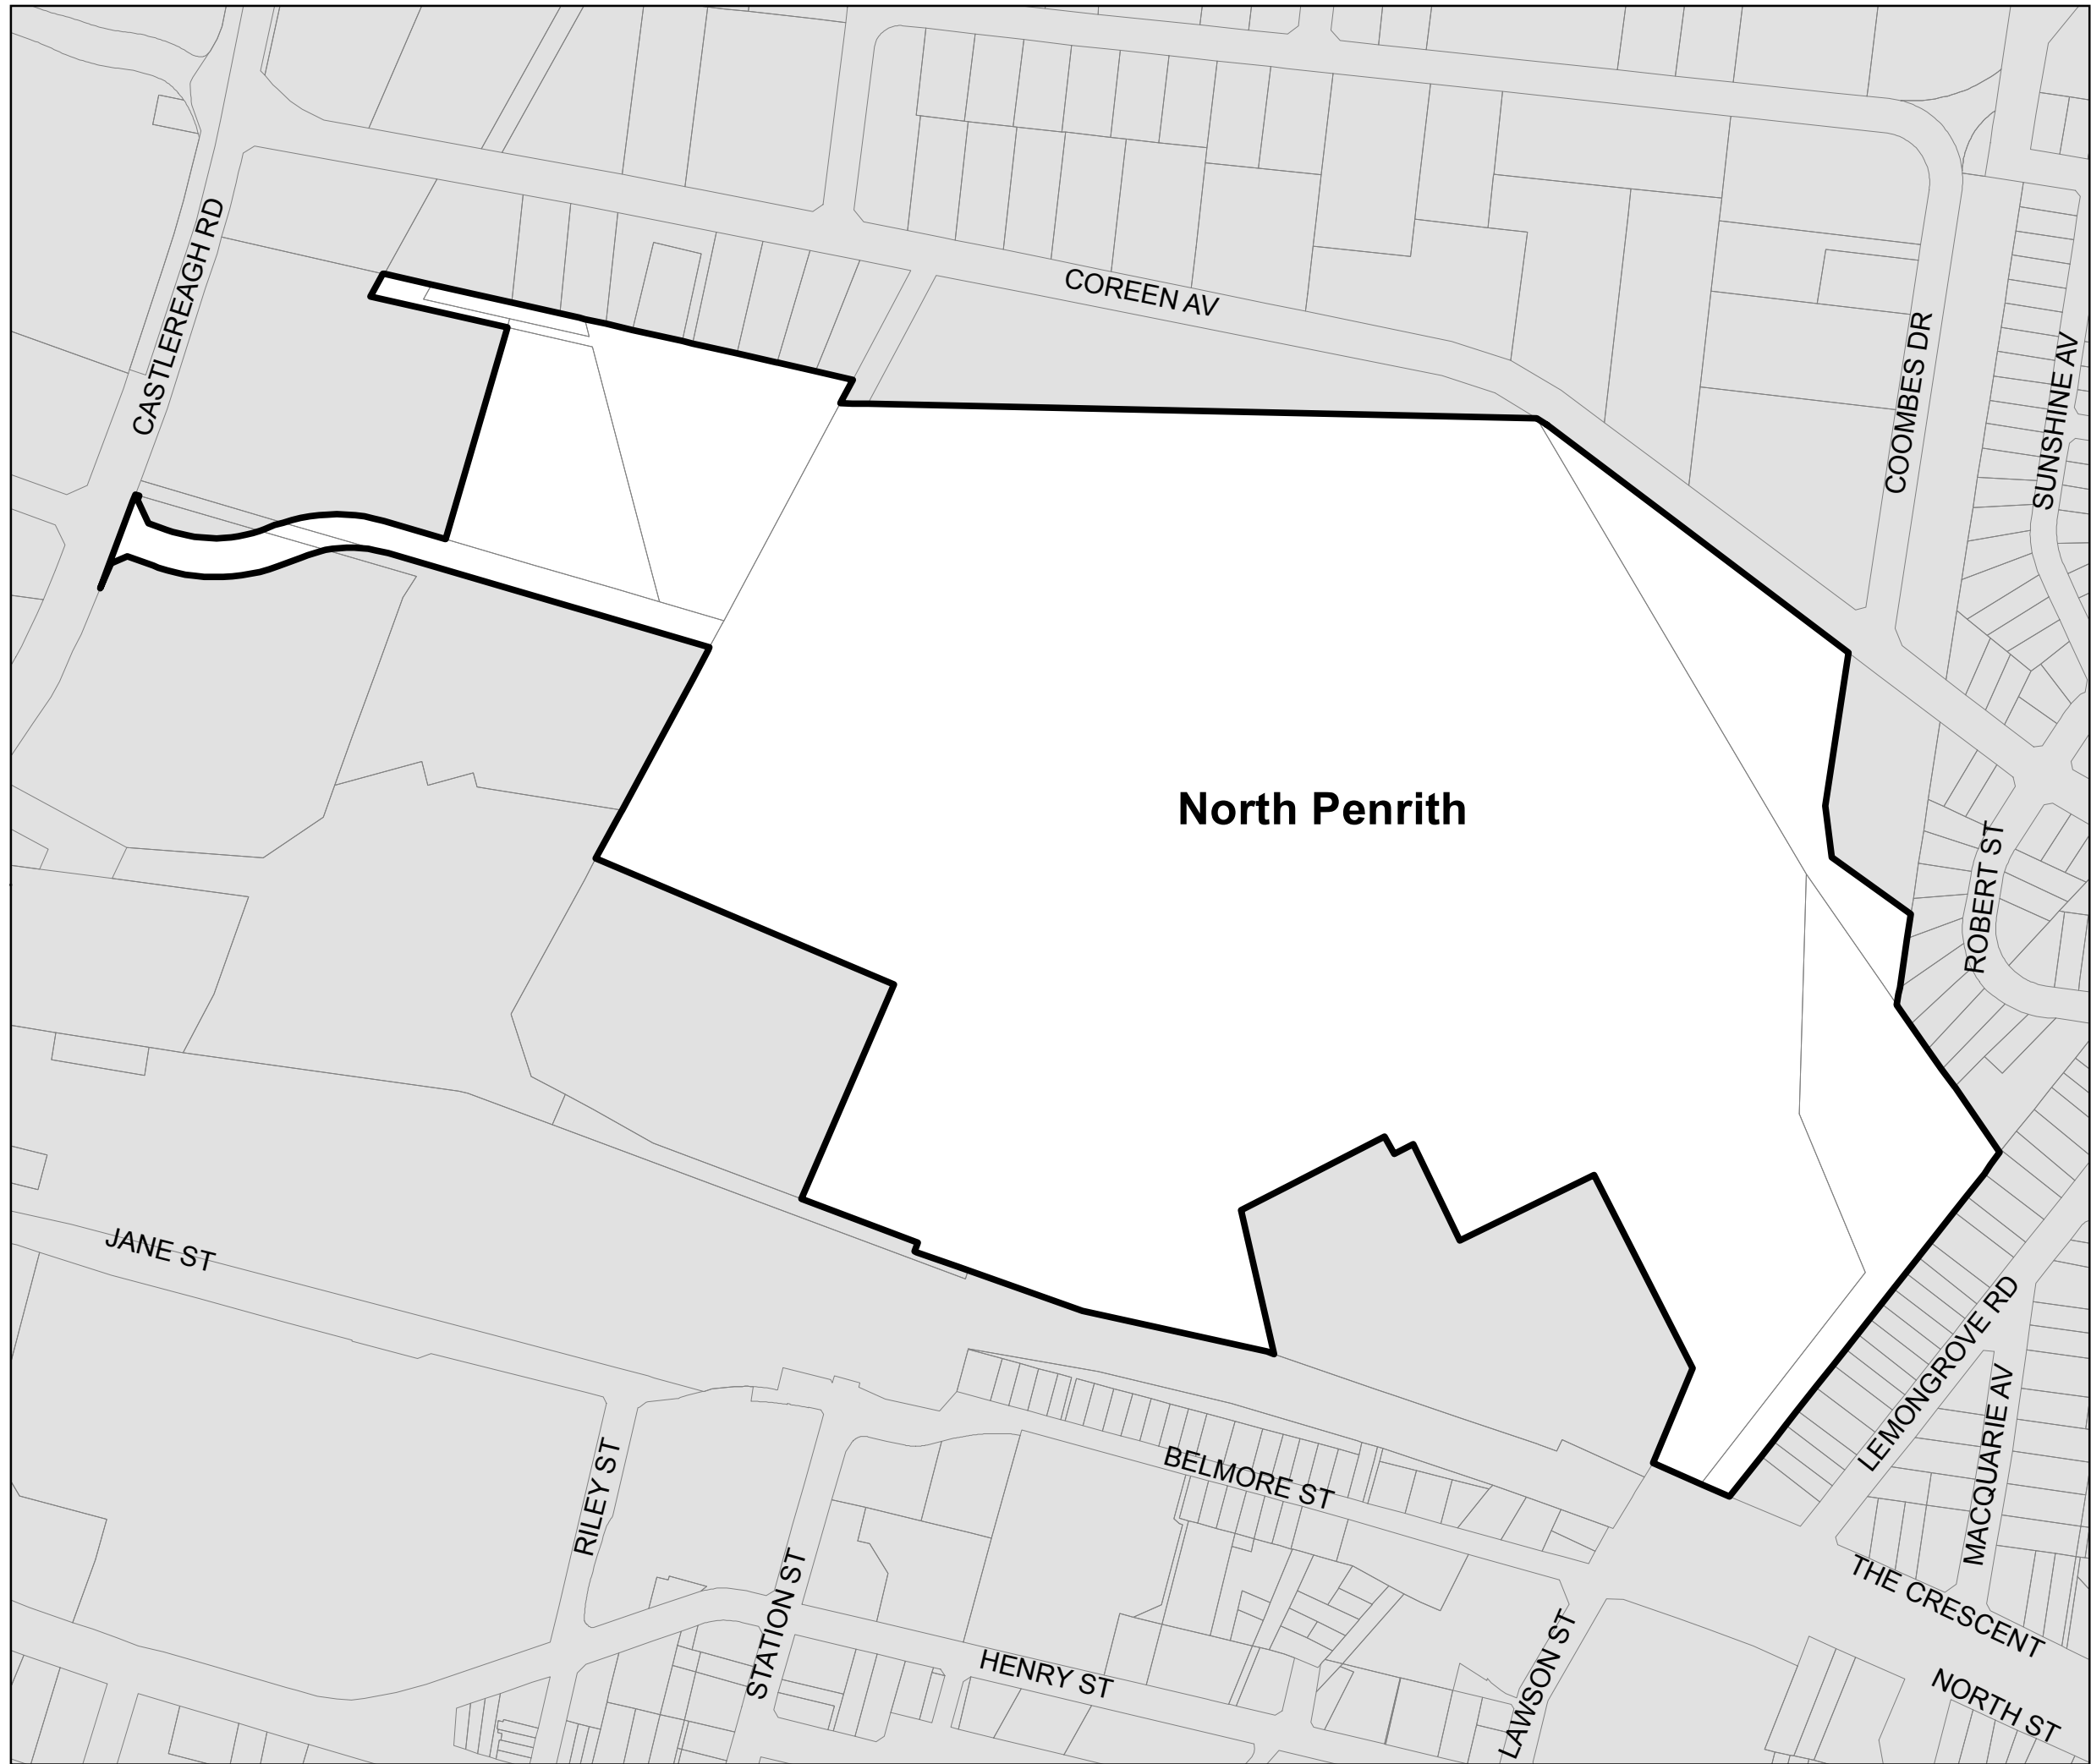 CASTLEREAGH RD
COREEN AV
COOMBES DR
SUNSHINE AV
North Penrith
ROBERT ST
JANE ST
LEMONGROVE RD
MACQUARIE AV
RILEY ST
BELMORE ST
STATION ST
THE CRESCENT
HENRY ST
LAWSON ST
NORTH ST